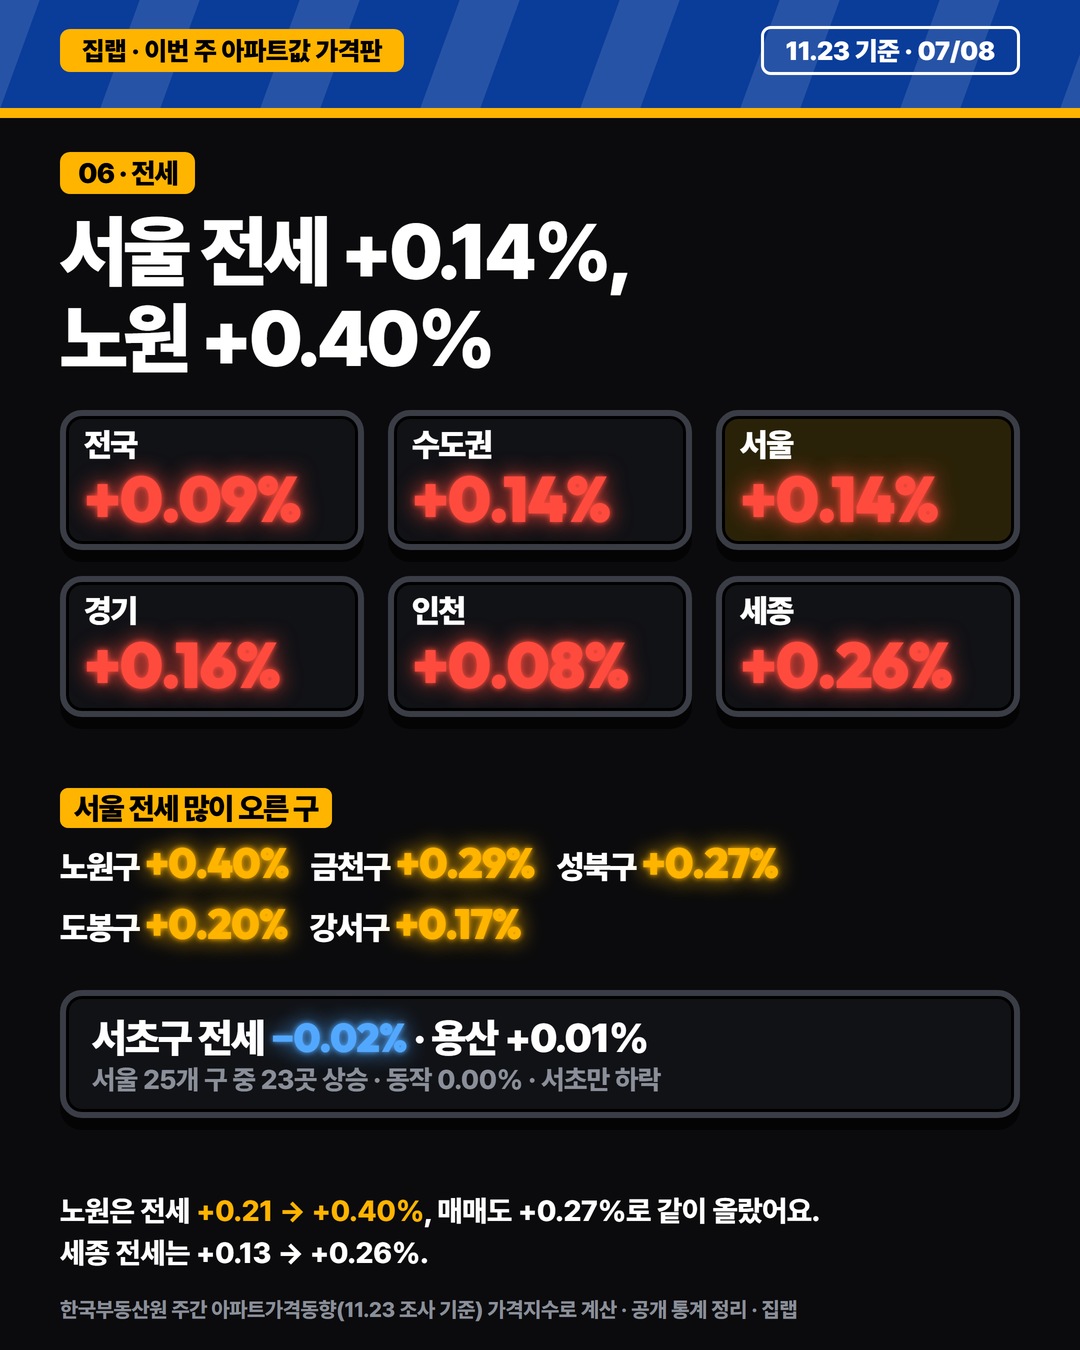 집랩 · 이번 주 아파트값 가격판
11.23 기준 · 07/08
06 · 전세
서울 전세 +0.14%,
노원 +0.40%
전국
+0.09%
수도권
+0.14%
서울
+0.14%
경기
+0.16%
인천
+0.08%
세종
+0.26%
서울 전세 많이 오른 구
노원구 +0.40% 금천구 +0.29% 성북구 +0.27%
도봉구 +0.20% 강서구 +0.17%
서초구 전세 −0.02% · 용산 +0.01%
서울 25개 구 중 23곳 상승 · 동작 0.00% · 서초만 하락
노원은 전세 +0.21 → +0.40%, 매매도 +0.27%로 같이 올랐어요.
세종 전세는 +0.13 → +0.26%.
한국부동산원 주간 아파트가격동향(11.23 조사 기준) 가격지수로 계산 · 공개 통계 정리 · 집랩